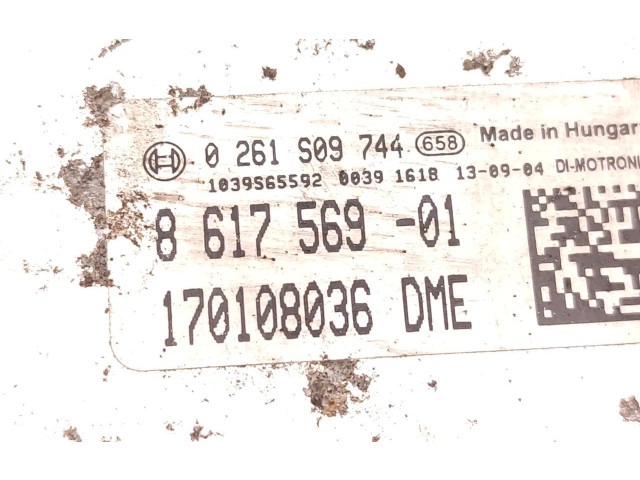 0 261 S09 744 658 Made in Hungar
1039S65592 0039 1618 13-09-04 DI-MOTRONI
8 617 569 -01
170108036 DME